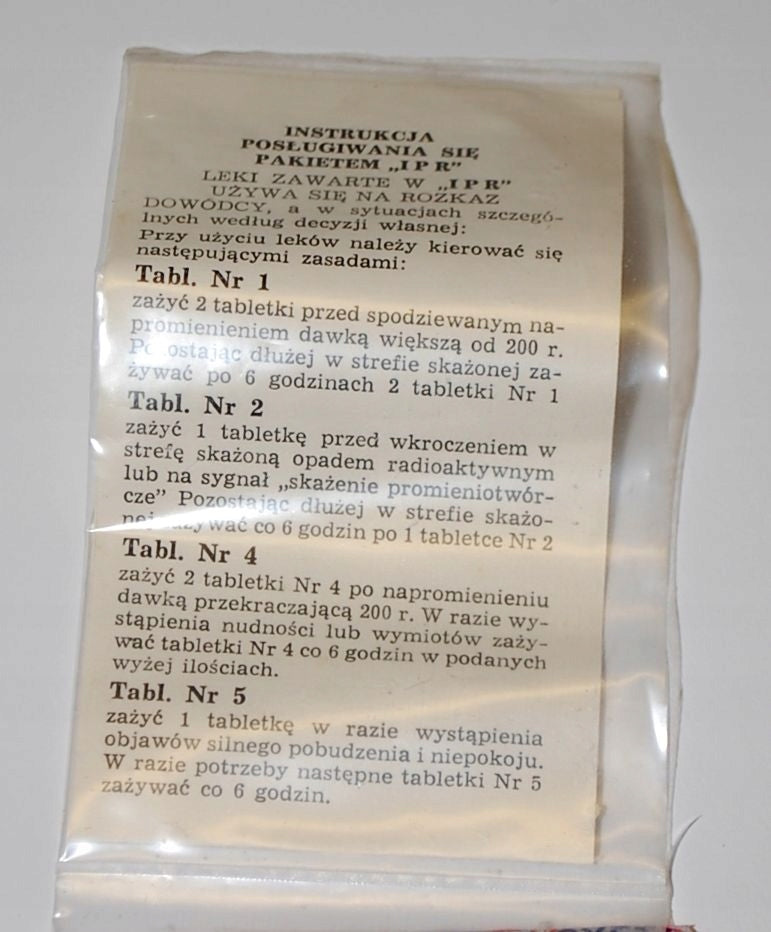 INSTRUKCJA
POSŁUGIWANIA SIĘ
PAKIETEM „I P R”
LEKI ZAWARTE W „I P R”
UŻYWA SIĘ NA ROZKAZ
DOWÓDCY, a w sytuacjach szczegó-
lnych według decyzji własnej:
Przy użyciu leków należy kierować się
następującymi zasadami:
Tabl. Nr 1
zażyć 2 tabletki przed spodziewanym na-
promienieniem dawką większą od 200 r.
Pozostając dłużej w strefie skażonej za-
żywać po 6 godzinach 2 tabletki Nr 1
Tabl. Nr 2
zażyć 1 tabletkę przed wkroczeniem w
strefę skażoną opadem radioaktywnym
lub na sygnał „skażenie promieniotwór-
cze” Pozostając dłużej w strefie skażo-
nej zażywać co 6 godzin po 1 tabletce Nr 2
Tabl. Nr 4
zażyć 2 tabletki Nr 4 po napromienieniu
dawką przekraczającą 200 r. W razie wy-
stąpienia nudności lub wymiotów zaży-
wać tabletki Nr 4 co 6 godzin w podanych
wyżej ilościach.
Tabl. Nr 5
zażyć 1 tabletkę w razie wystąpienia
objawów silnego pobudzenia i niepokoju.
W razie potrzeby następne tabletki Nr 5
zażywać co 6 godzin.